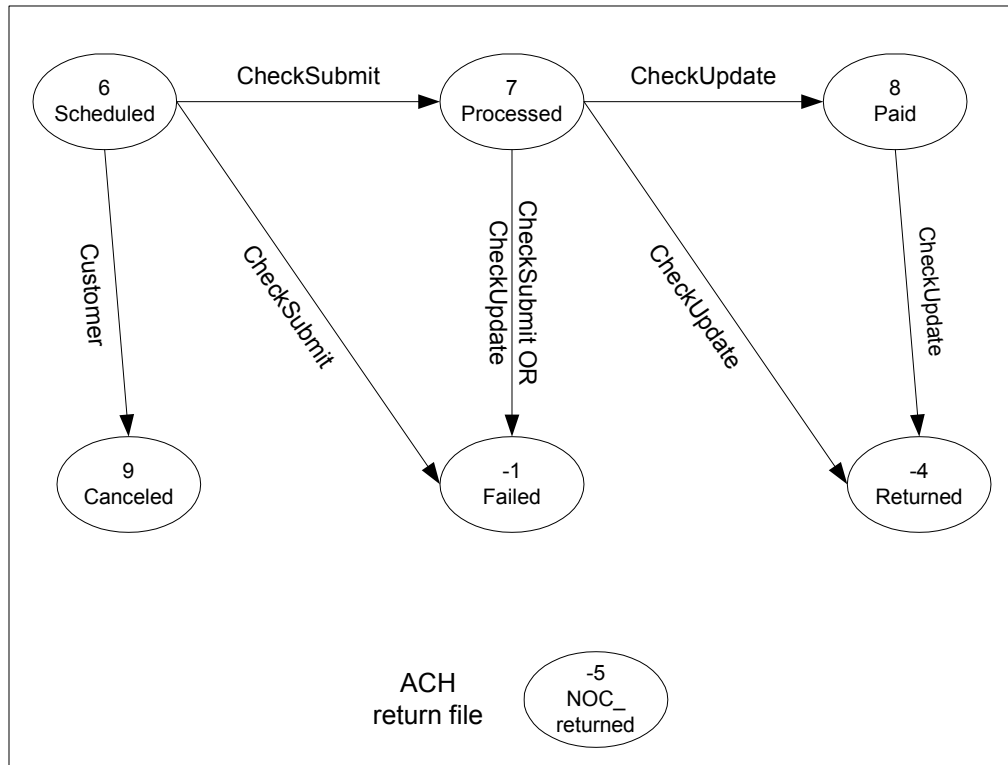 CheckSubmit
CheckUpdate
6
Scheduled
7
Processed
8
Paid
Customer
CheckSubmit
CheckSubmit OR
CheckUpdate
CheckUpdate
CheckUpdate
9
Canceled
-1
Failed
-4
Returned
ACH
return file
-5
NOC_
returned